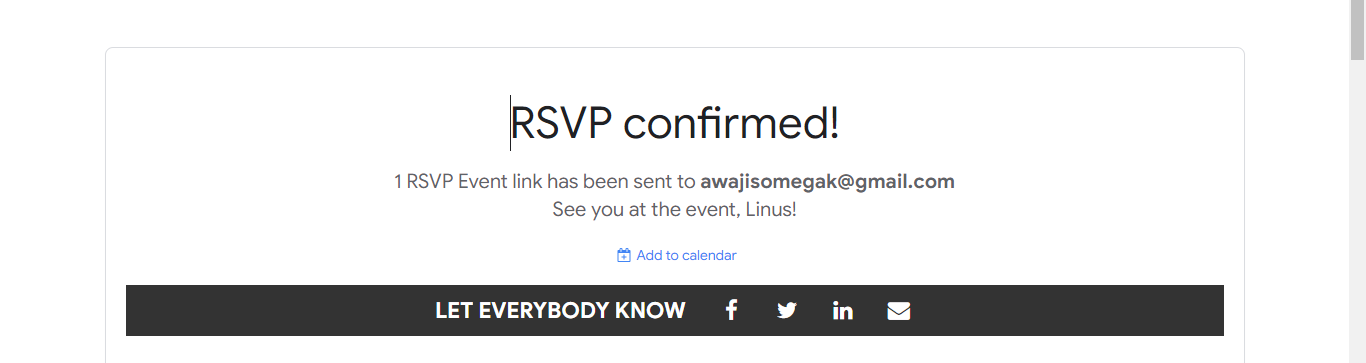 RSVP confirmed!
1 RSVP Event link has been sent to awajisomegak@gmail.com
See you at the event, Linus!
Add to calendar
LET EVERYBODY KNOW